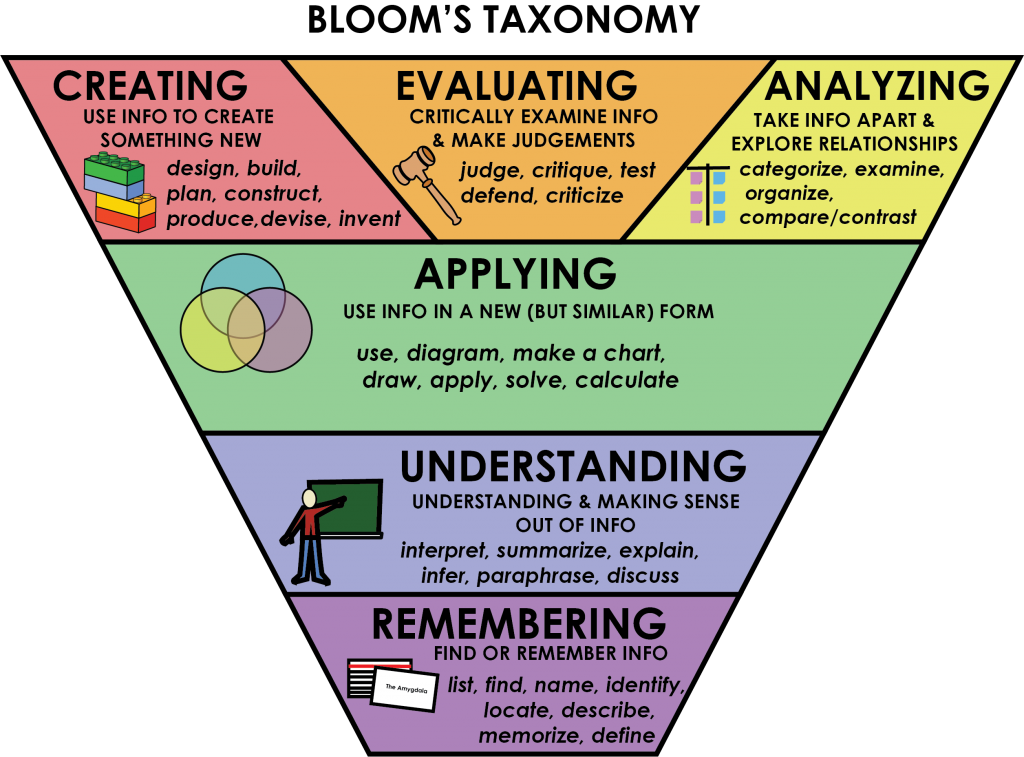 BLOOM'S TAXONOMY
CREATING
USE INFO TO CREATE
SOMETHING NEW
design, build,
plan, construct,
produce,devise, invent
EVALUATING
CRITICALLY EXAMINE INFO
& MAKE JUDGEMENTS
judge, critique, test
defend, criticize
ANALYZING
TAKE INFO APART &
EXPLORE RELATIONSHIPS
categorize, examine,
organize,
compare/contrast
APPLYING
USE INFO IN A NEW (BUT SIMILAR) FORM
use, diagram, make a chart,
draw, apply, solve, calculate
UNDERSTANDING
UNDERSTANDING & MAKING SENSE
OUT OF INFO
interpret, summarize, explain,
infer, paraphrase, discuss
REMEMBERING
FIND OR REMEMBER INFO
The Amygdala
list, find, name, identify,
locate, describe,
memorize, define